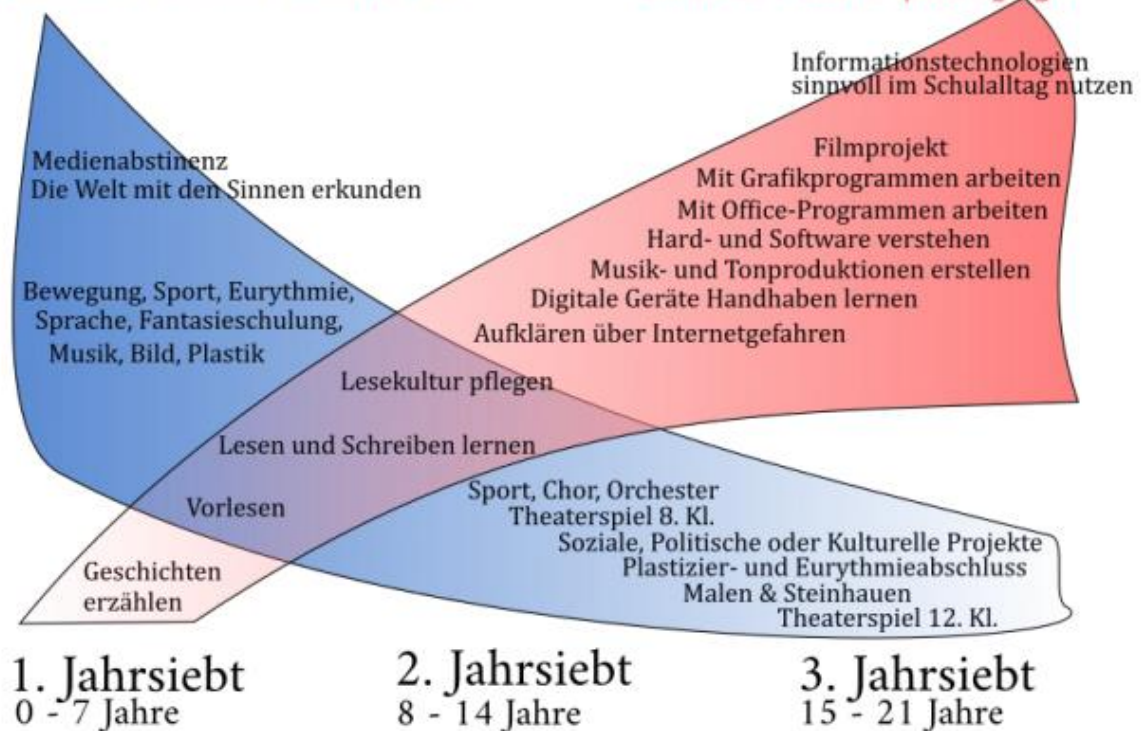 Informationstechnologien
sinnvoll im Schulalltag nutzen
Filmprojekt
Mit Grafikprogrammen arbeiten
Mit Office-Programmen arbeiten
Hard- und Software verstehen
Musik- und Tonproduktionen erstellen
Digitale Geräte Handhaben lernen
Aufklären über Internetgefahren
Medienabstinenz
Die Welt mit den Sinnen erkunden
Bewegung, Sport, Eurythmie,
Sprache, Fantasieschulung,
Musik, Bild, Plastik
Lesekultur pflegen
Lesen und Schreiben lernen
Vorlesen
Geschichten
erzählen
Sport, Chor, Orchester
Theaterspiel 8. Kl.
Soziale, Politische oder Kulturelle Projekte
Plastizier- und Eurythmieabschluss
Malen & Steinhauen
Theaterspiel 12. Kl.
1. Jahrsiebt
0 - 7 Jahre
2. Jahrsiebt
8 - 14 Jahre
3. Jahrsiebt
15 - 21 Jahre